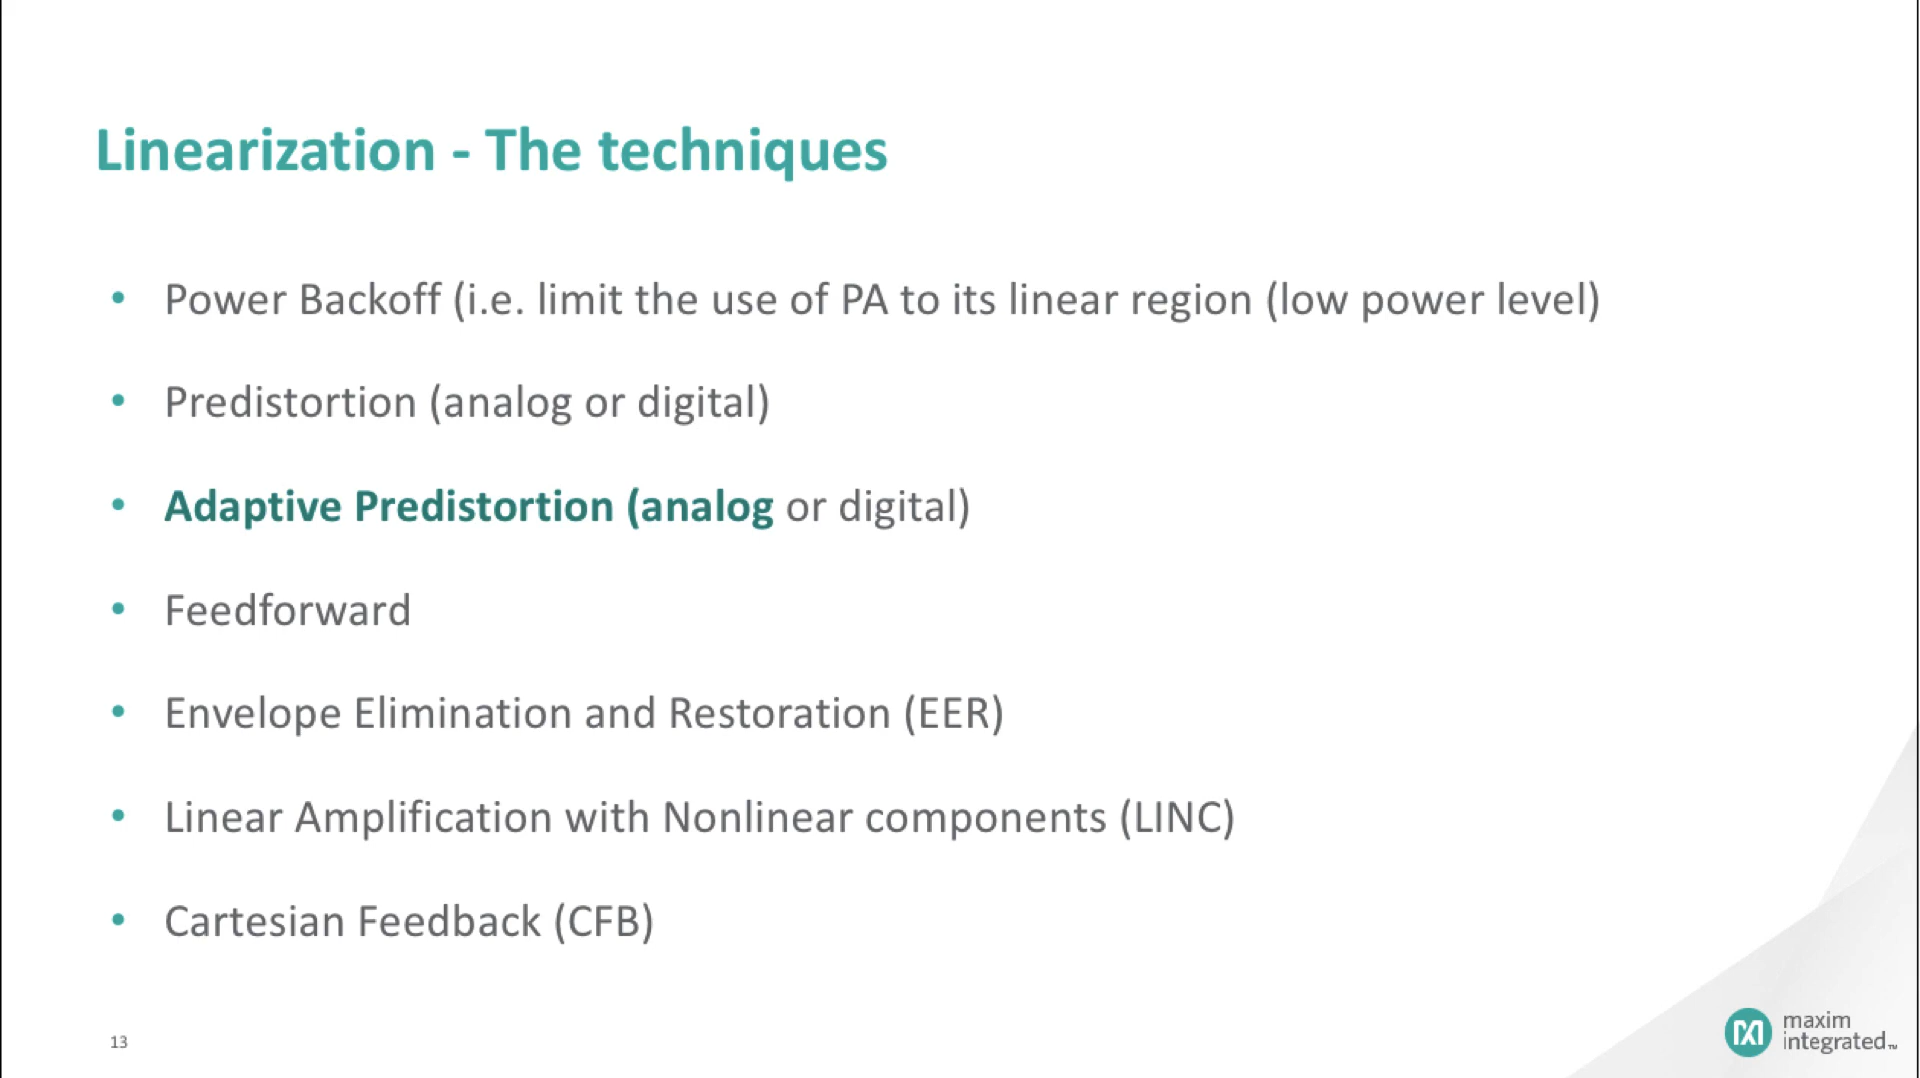 Linearization - The techniques
• Power Backoff (i.e. limit the use of PA to its linear region (low power level)
• Predistortion (analog or digital)
• Adaptive Predistortion (analog or digital)
• Feedforward
• Envelope Elimination and Restoration (EER)
• Linear Amplification with Nonlinear components (LINC)
• Cartesian Feedback (CFB)
13
maxim
integrated™